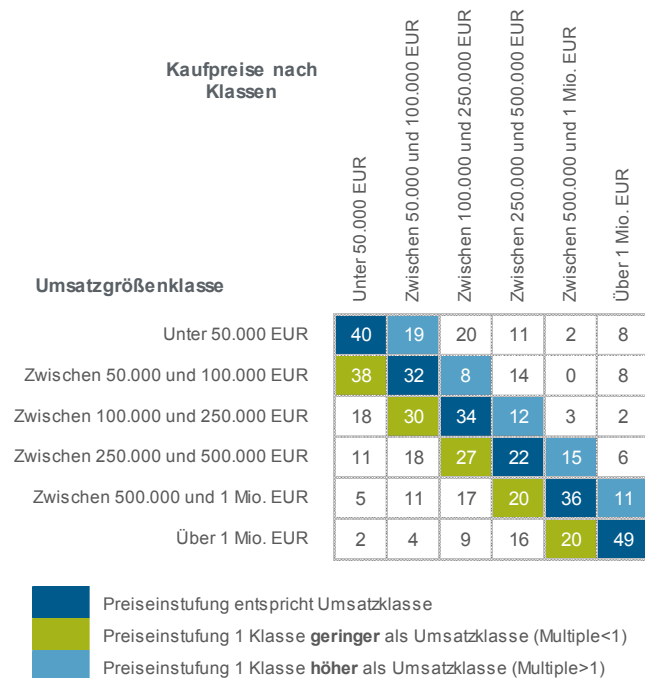 Kaufpreise nach
Klassen
Unter 50.000 EUR
Zwischen 50.000 und 100.000 EUR
Zwischen 100.000 und 250.000 EUR
Zwischen 250.000 und 500.000 EUR
Zwischen 500.000 und 1 Mio. EUR
Über 1 Mio. EUR
Umsatzgrößenklasse
Unter 50.000 EUR 40 19 20 11 2 8
Zwischen 50.000 und 100.000 EUR 38 32 8 14 0 8
Zwischen 100.000 und 250.000 EUR 18 30 34 12 3 2
Zwischen 250.000 und 500.000 EUR 11 18 27 22 15 6
Zwischen 500.000 und 1 Mio. EUR 5 11 17 20 36 11
Über 1 Mio. EUR 2 4 9 16 20 49
Preiseinstufung entspricht Umsatzklasse
Preiseinstufung 1 Klasse geringer als Umsatzklasse (Multiple<1)
Preiseinstufung 1 Klasse höher als Umsatzklasse (Multiple>1)